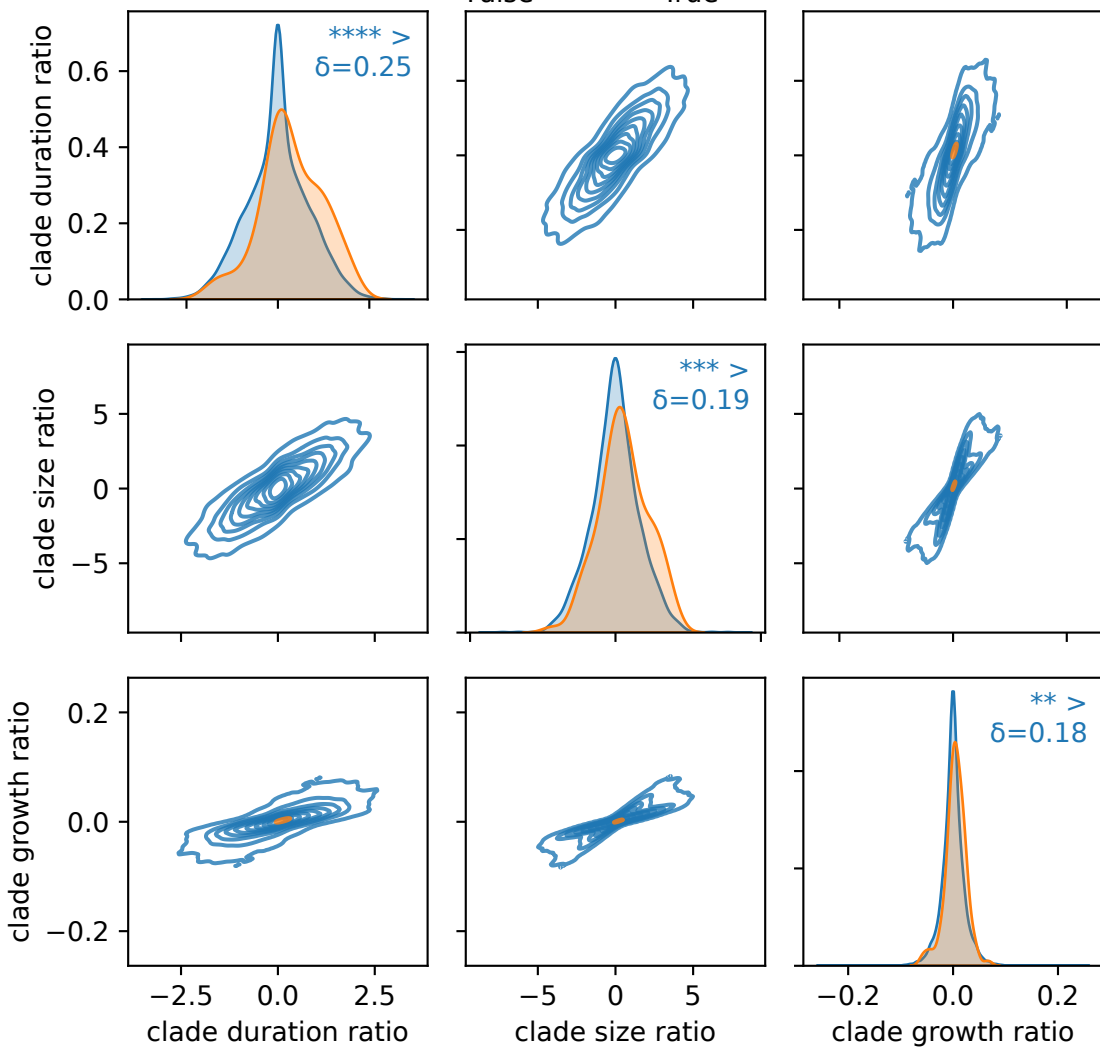 True
**** >
δ=0.25
clade duration ratio
0.6
0.4
0.2
0.0
*** >
δ=0.19
clade size ratio
5
0
−5
** >
δ=0.18
clade growth ratio
0.2
0.0
−0.2
−2.5 0.0 2.5 −5 0 5 −0.2 0.0 0.2
clade duration ratio clade size ratio clade growth ratio